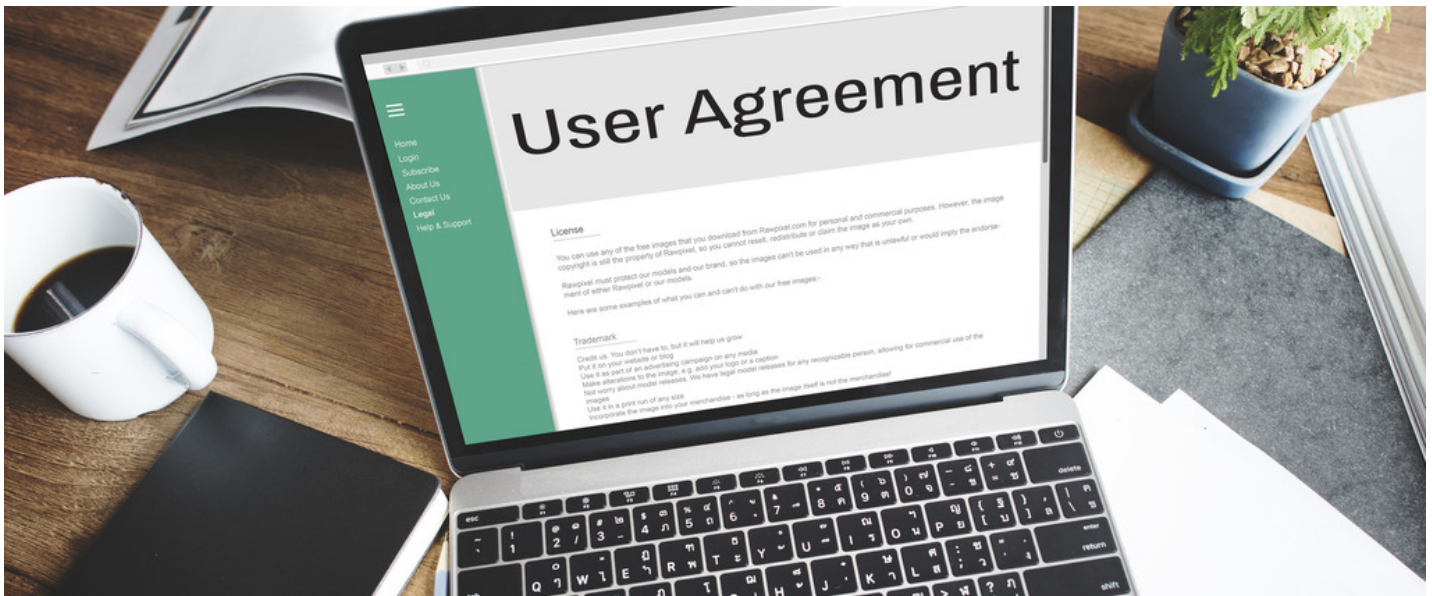 User Agreement
Home
Login
Subscribe
About Us
Contact Us
Legal
Help & Support
License
You can use any of the free images that you download from Rawpixel.com for personal and commercial purposes. However, the image
copyright is still the property of Rawpixel, so you cannot resell, redistribute or claim the image as your own.
Rawpixel must protect our models and our brand, so the images can't be used in any way that is unlawful or would imply the endorse-
ment of either Rawpixel or our models.
Here are some examples of what you can and can't do with our free images:-
Trademark
Credit us. You don't have to, but it will help us grow
Put it on your website or blog
Use it as part of an advertising campaign on any media
Make alterations to the image, e.g. add your logo or a caption
Not worry about model releases. We have legal model releases for any recognizable person, allowing for commercial use of the
images
Use it in a print run of any size
Incorporate the image into your merchandise - as long as the image itself is not the merchandise!
esc
delete
enter
return
shift